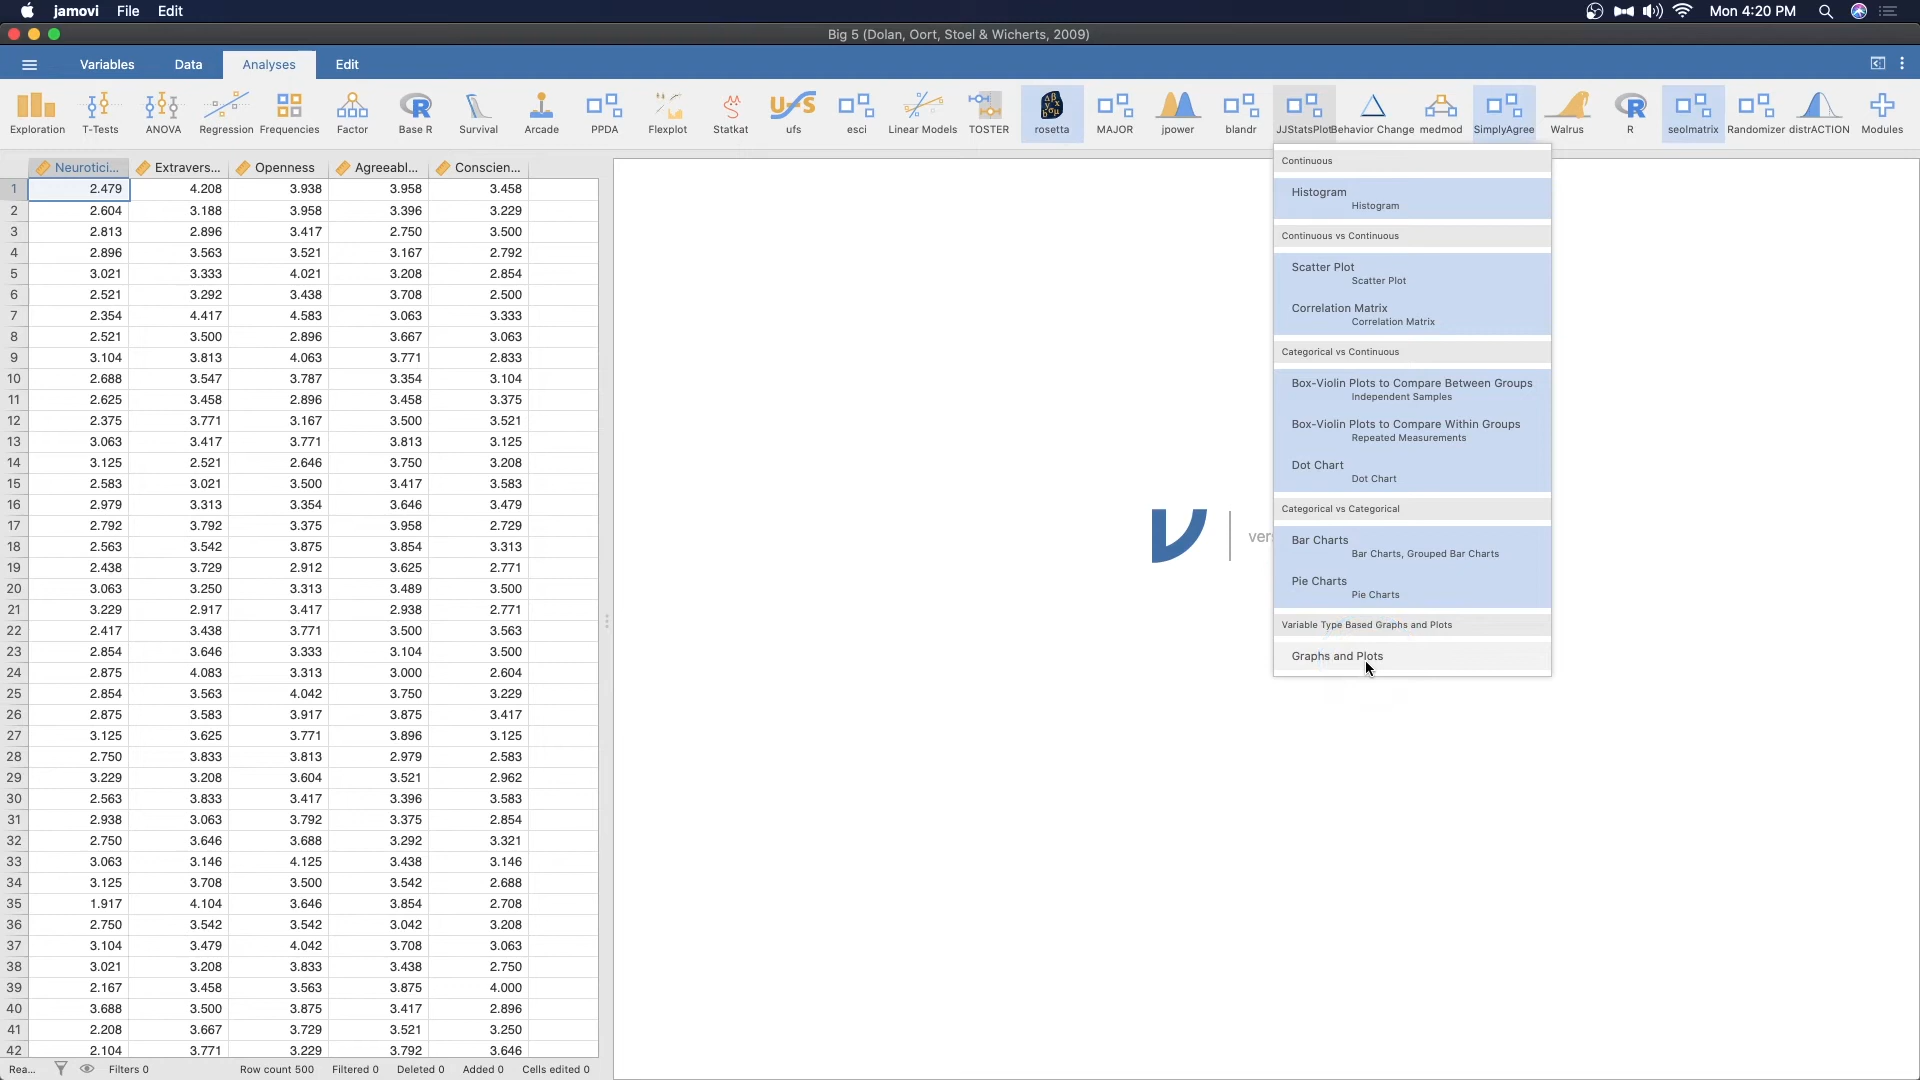 jamovi File Edit
Mon 4:20 PM
Big 5 (Dolan, Oort, Stoel & Wicherts, 2009)
Variables Data Analyses Edit
Exploration T-Tests ANOVA Regression Frequencies Factor Base R Survival Arcade PPDA Flexplot Statkat ufs esci Linear Models TOSTER rosetta MAJOR jpower blandr JJStatsPlot Behavior Change medmod SimplyAgree Walrus R seolmatrix Randomizer distrACTION Modules
Neurotici... Extravers... Openness Agreeabl... Conscien...
1 2.479 4.208 3.938 3.958 3.458
2 2.604 3.188 3.958 3.396 3.229
3 2.813 2.896 3.417 2.750 3.500
4 2.896 3.563 3.521 3.167 2.792
5 3.021 3.333 4.021 3.208 2.854
6 2.521 3.292 3.438 3.708 2.500
7 2.354 4.417 4.583 3.063 3.333
8 2.521 3.500 2.896 3.667 3.063
9 3.104 3.813 4.063 3.771 2.833
10 2.688 3.547 3.787 3.354 3.104
11 2.625 3.458 2.896 3.458 3.375
12 2.375 3.771 3.167 3.500 3.521
13 3.063 3.417 3.771 3.813 3.125
14 3.125 2.521 2.646 3.750 3.208
15 2.583 3.021 3.500 3.417 3.583
16 2.979 3.313 3.354 3.646 3.479
17 2.792 3.792 3.375 3.958 2.729
18 2.563 3.542 3.875 3.854 3.313
19 2.438 3.729 2.912 3.625 2.771
20 3.063 3.250 3.313 3.489 3.500
21 3.229 2.917 3.417 2.938 2.771
22 2.417 3.438 3.771 3.500 3.563
23 2.854 3.646 3.333 3.104 3.500
24 2.875 4.083 3.313 3.000 2.604
25 2.854 3.563 4.042 3.750 3.229
26 2.875 3.583 3.917 3.875 3.417
27 3.125 3.625 3.771 3.896 3.125
28 2.750 3.833 3.813 2.979 2.583
29 3.229 3.208 3.604 3.521 2.962
30 2.563 3.833 3.417 3.396 3.583
31 2.938 3.063 3.792 3.375 2.854
32 2.750 3.646 3.688 3.292 3.321
33 3.063 3.146 4.125 3.438 3.146
34 3.125 3.708 3.500 3.542 2.688
35 1.917 4.104 3.646 3.854 2.708
36 2.750 3.542 3.542 3.042 3.208
37 3.104 3.479 4.042 3.708 3.063
38 3.021 3.208 3.833 3.438 2.750
39 2.167 3.458 3.563 3.875 4.000
40 3.688 3.500 3.875 3.417 2.896
41 2.208 3.667 3.729 3.521 3.250
42 2.104 3.771 3.229 3.792 3.646
Rea... Filters 0 Row count 500 Filtered 0 Deleted 0 Added 0 Cells edited 0
ver
Continuous
Histogram
Histogram
Continuous vs Continuous
Scatter Plot
Scatter Plot
Correlation Matrix
Correlation Matrix
Categorical vs Continuous
Box-Violin Plots to Compare Between Groups
Independent Samples
Box-Violin Plots to Compare Within Groups
Repeated Measurements
Dot Chart
Dot Chart
Categorical vs Categorical
Bar Charts
Bar Charts, Grouped Bar Charts
Pie Charts
Pie Charts
Variable Type Based Graphs and Plots
Graphs and Plots